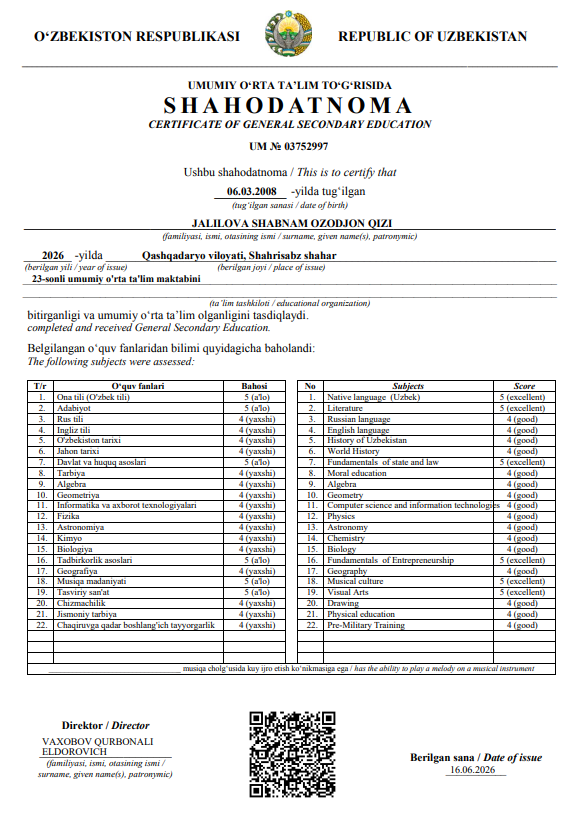 O‘ZBEKISTON RESPUBLIKASI REPUBLIC OF UZBEKISTAN
UMUMIY O‘RTA TA’LIM TO‘G‘RISIDA
SHAHODATNOMA
CERTIFICATE OF GENERAL SECONDARY EDUCATION
UM № 03752997
Ushbu shahodatnoma / This is to certify that
06.03.2008 -yilda tug‘ilgan
(tug‘ilgan sanasi / date of birth)
JALILOVA SHABNAM OZODJON QIZI
(familiyasi, ismi, otasining ismi / surname, given name(s), patronymic)
2026 -yilda Qashqadaryo viloyati, Shahrisabz shahar
(berilgan yili / year of issue) (berilgan joyi / place of issue)
23-sonli umumiy o'rta ta'lim maktabini
(ta’lim tashkiloti / educational organization)
bitirganligi va umumiy o‘rta ta’lim olganligini tasdiqlaydi.
completed and received General Secondary Education.
Belgilangan o‘quv fanlaridan bilimi quyidagicha baholandi:
The following subjects were assessed:
T/r O‘quv fanlari Bahosi No Subjects Score
1. Ona tili (O'zbek tili) 5 (a'lo) 1. Native language (Uzbek) 5 (excellent)
2. Adabiyot 5 (a'lo) 2. Literature 5 (excellent)
3. Rus tili 4 (yaxshi) 3. Russian language 4 (good)
4. Ingliz tili 4 (yaxshi) 4. English language 4 (good)
5. O'zbekiston tarixi 4 (yaxshi) 5. History of Uzbekistan 4 (good)
6. Jahon tarixi 4 (yaxshi) 6. World History 4 (good)
7. Davlat va huquq asoslari 5 (a'lo) 7. Fundamentals of state and law 5 (excellent)
8. Tarbiya 4 (yaxshi) 8. Moral education 4 (good)
9. Algebra 4 (yaxshi) 9. Algebra 4 (good)
10. Geometriya 4 (yaxshi) 10. Geometry 4 (good)
11. Informatika va axborot texnologiyalari 4 (yaxshi) 11. Computer science and information technologies 4 (good)
12. Fizika 4 (yaxshi) 12. Physics 4 (good)
13. Astronomiya 4 (yaxshi) 13. Astronomy 4 (good)
14. Kimyo 4 (yaxshi) 14. Chemistry 4 (good)
15. Biologiya 4 (yaxshi) 15. Biology 4 (good)
16. Tadbirkorlik asoslari 5 (a'lo) 16. Fundamentals of Entrepreneurship 5 (excellent)
17. Geografiya 4 (yaxshi) 17. Geography 4 (good)
18. Musiqa madaniyati 5 (a'lo) 18. Musical culture 5 (excellent)
19. Tasviriy san'at 5 (a'lo) 19. Visual Arts 5 (excellent)
20. Chizmachilik 4 (yaxshi) 20. Drawing 4 (good)
21. Jismoniy tarbiya 4 (yaxshi) 21. Physical education 4 (good)
22. Chaqiruvga qadar boshlang'ich tayyorgarlik 4 (yaxshi) 22. Pre-Military Training 4 (good)
musiqa cholg‘usida kuy ijro etish ko‘nikmasiga ega / has the ability to play a melody on a musical instrument
Direktor / Director
VAXOBOV QURBONALI
ELDOROVICH
(familiyasi, ismi, otasining ismi /
surname, given name(s), patronymic)
Berilgan sana / Date of issue
16.06.2026